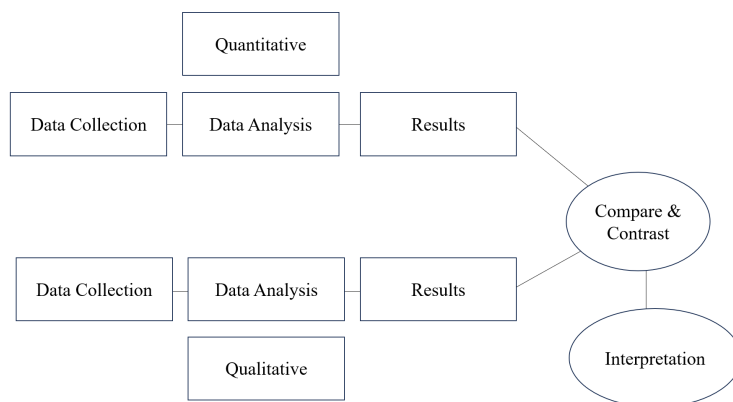 Quantitative
Data Collection
Data Analysis
Results
Compare &
Contrast
Data Collection
Data Analysis
Results
Qualitative
Interpretation